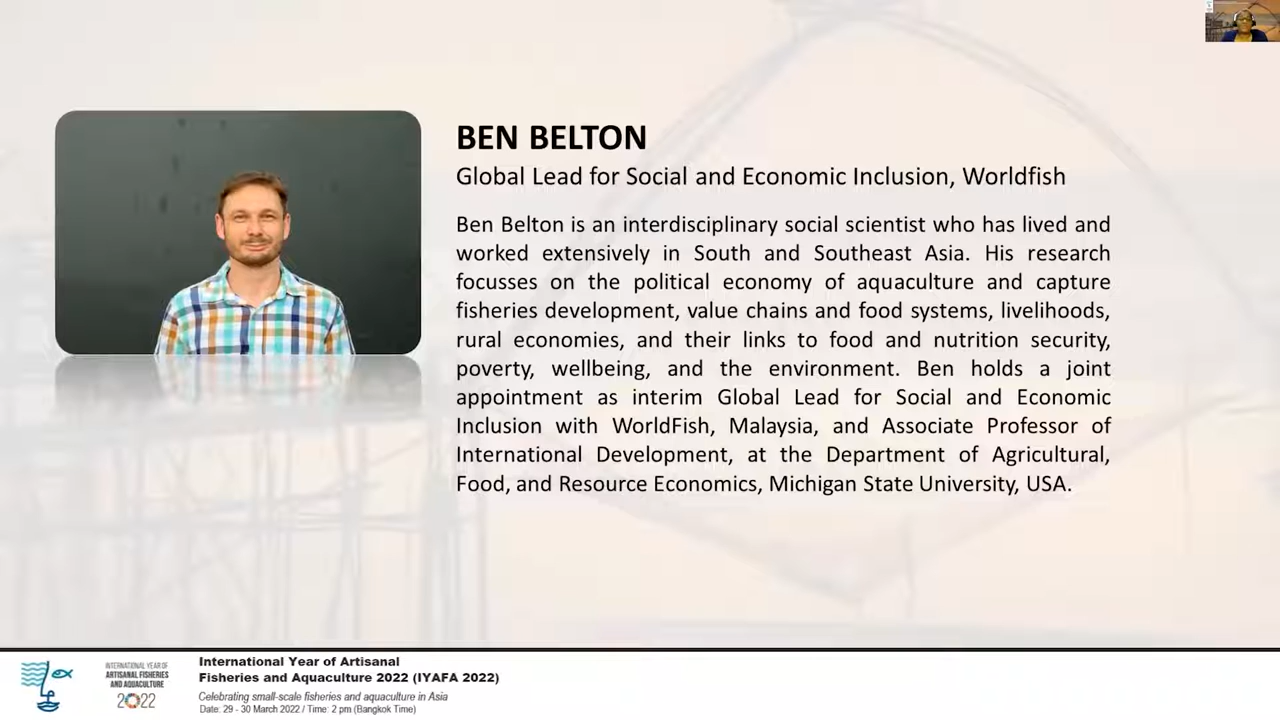 BEN BELTON
Global Lead for Social and Economic Inclusion, Worldfish
Ben Belton is an interdisciplinary social scientist who has lived and
worked extensively in South and Southeast Asia. His research
focusses on the political economy of aquaculture and capture
fisheries development, value chains and food systems, livelihoods,
rural economies, and their links to food and nutrition security,
poverty, wellbeing, and the environment. Ben holds a joint
appointment as interim Global Lead for Social and Economic
Inclusion with WorldFish, Malaysia, and Associate Professor of
International Development, at the Department of Agricultural,
Food, and Resource Economics, Michigan State University, USA.
INTERNATIONAL YEAR OF
ARTISANAL FISHERIES
AND AQUACULTURE
2022
International Year of Artisanal
Fisheries and Aquaculture 2022 (IYAFA 2022)
Celebrating small-scale fisheries and aquaculture in Asia
Date: 29 - 30 March 2022 / Time: 2 pm (Bangkok Time)